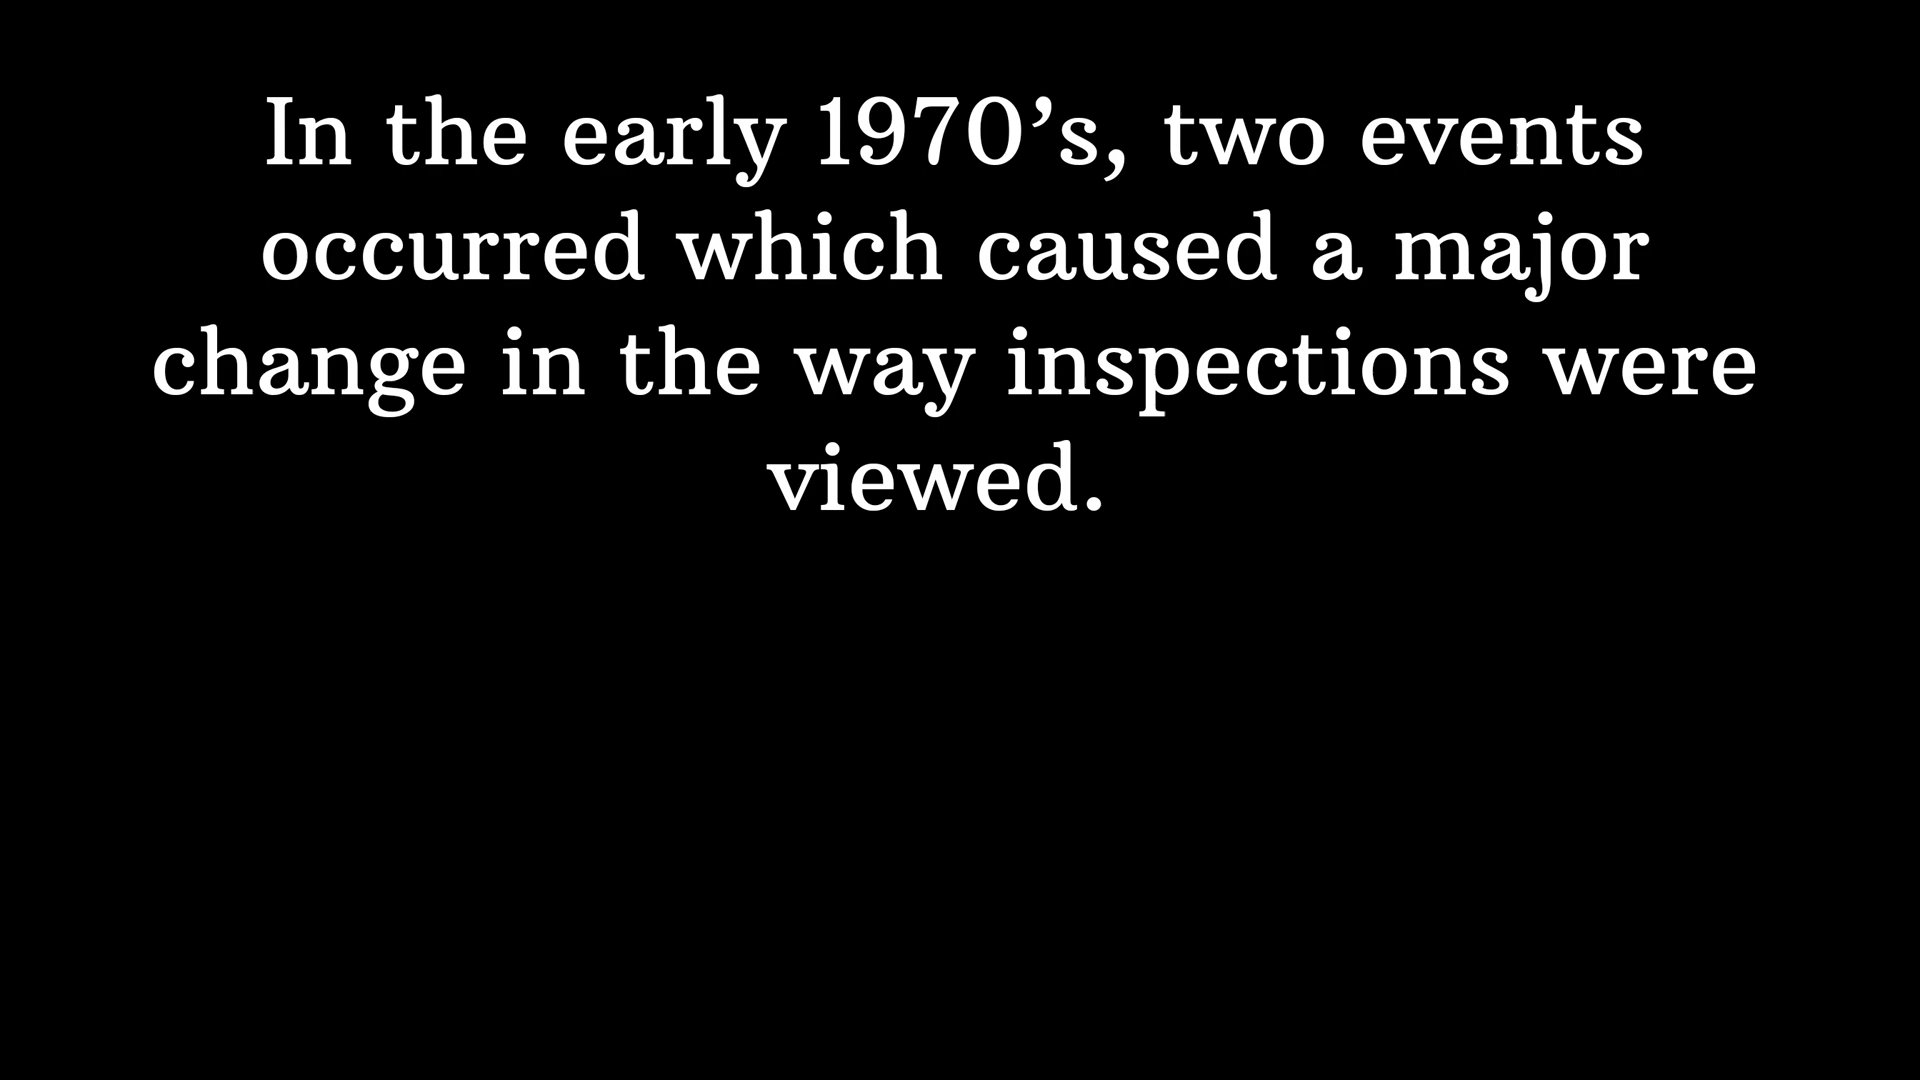 In the early 1970’s, two events
occurred which caused a major
change in the way inspections were
viewed.